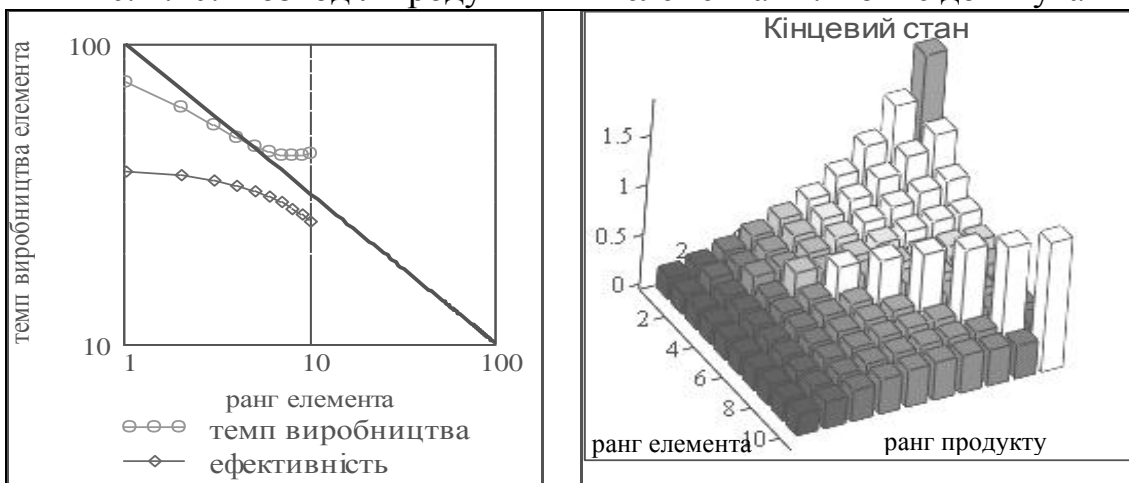 Кінцевий стан
темп виробництва елемента
100
10
1
10
100
ранг елемента
темп виробництва
ефективність
1.5
1
0.5
0
2
2
4
6
8
10
ранг елемента
ранг продукту